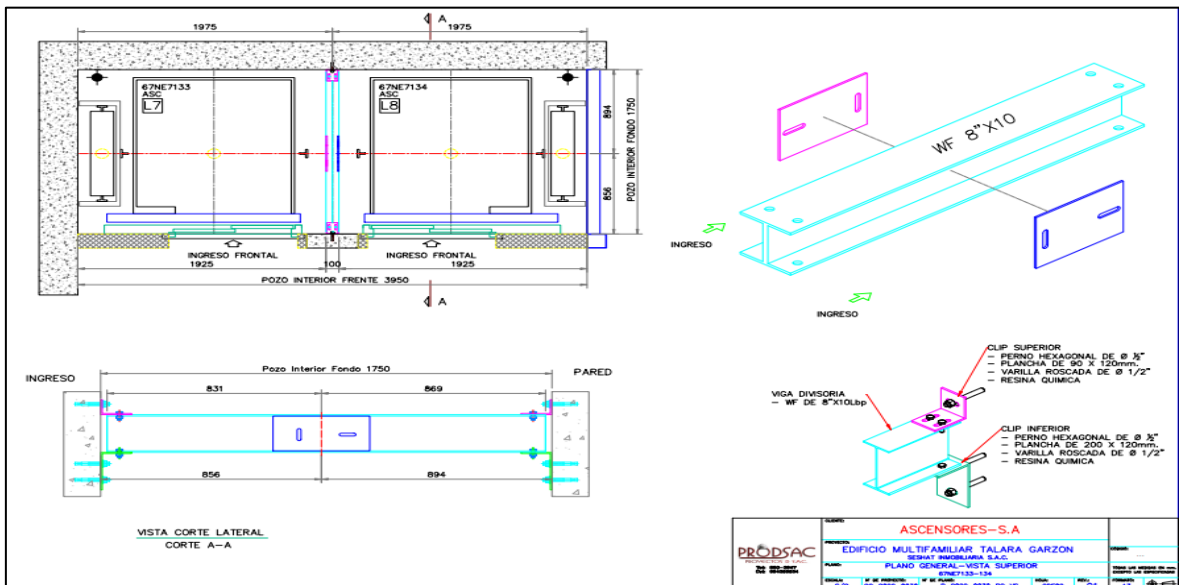 1975
1975
A
67NE7133
ASC
L7
67NE7134
ASC
L8
894
856
POZO INTERIOR FONDO 1750
INGRESO FRONTAL
INGRESO FRONTAL
1925
100
1925
POZO INTERIOR FRENTE 3950
A
WF 8"X10
INGRESO
INGRESO
INGRESO
PARED
Pozo Interior Fondo 1750
831
869
856
894
VISTA CORTE LATERAL
CORTE A-A
CLIP SUPERIOR
- PERNO HEXAGONAL DE Ø ½"
- PLANCHA DE 90 X 120mm.
- VARILLA ROSCADA DE Ø 1/2"
- RESINA QUIMICA
VIGA DIVISORIA
- WF DE 8"X10Lbp
CLIP INFERIOR
- PERNO HEXAGONAL DE Ø ½"
- PLANCHA DE 200 X 120mm.
- VARILLA ROSCADA DE Ø 1/2"
- RESINA QUIMICA
PRODSAC
CLIENTE:
ASCENSORES-S.A
PROYECTO:
EDIFICIO MULTIFAMILIAR TALARA GARZON
SESHAT INMOBILIARIA S.A.C.
PLANO:
PLANO GENERAL-VISTA SUPERIOR
67NE7133-134